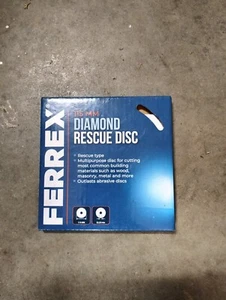 FERREX
DIAMOND
RESCUE DISC
• Rescue type
• Multipurpose disc for cutting
most common building
materials such as wood,
masonry, metal and more
• Outlasts abrasive discs